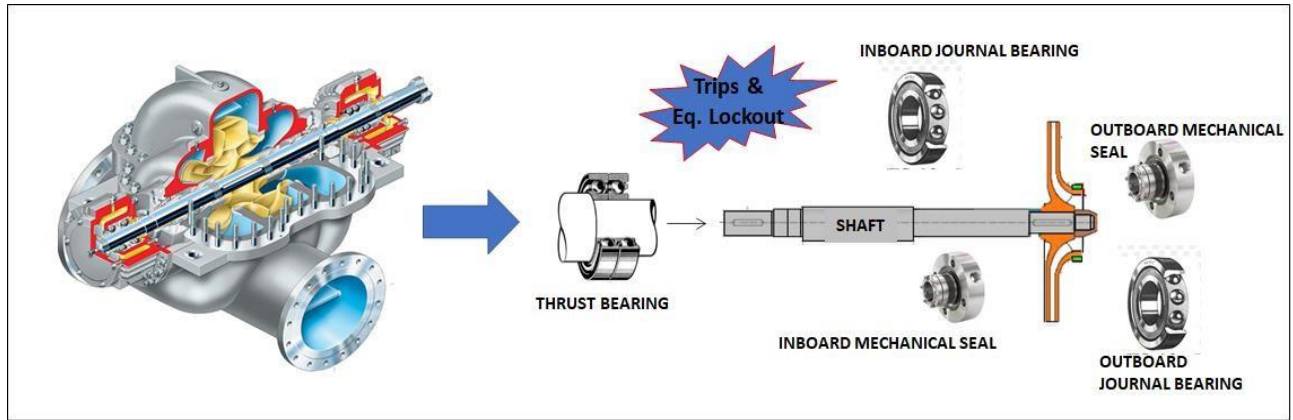 INBOARD JOURNAL BEARING
Trips &
Eq. Lockout
OUTBOARD MECHANICAL
SEAL
SHAFT
THRUST BEARING
INBOARD MECHANICAL SEAL
OUTBOARD
JOURNAL BEARING